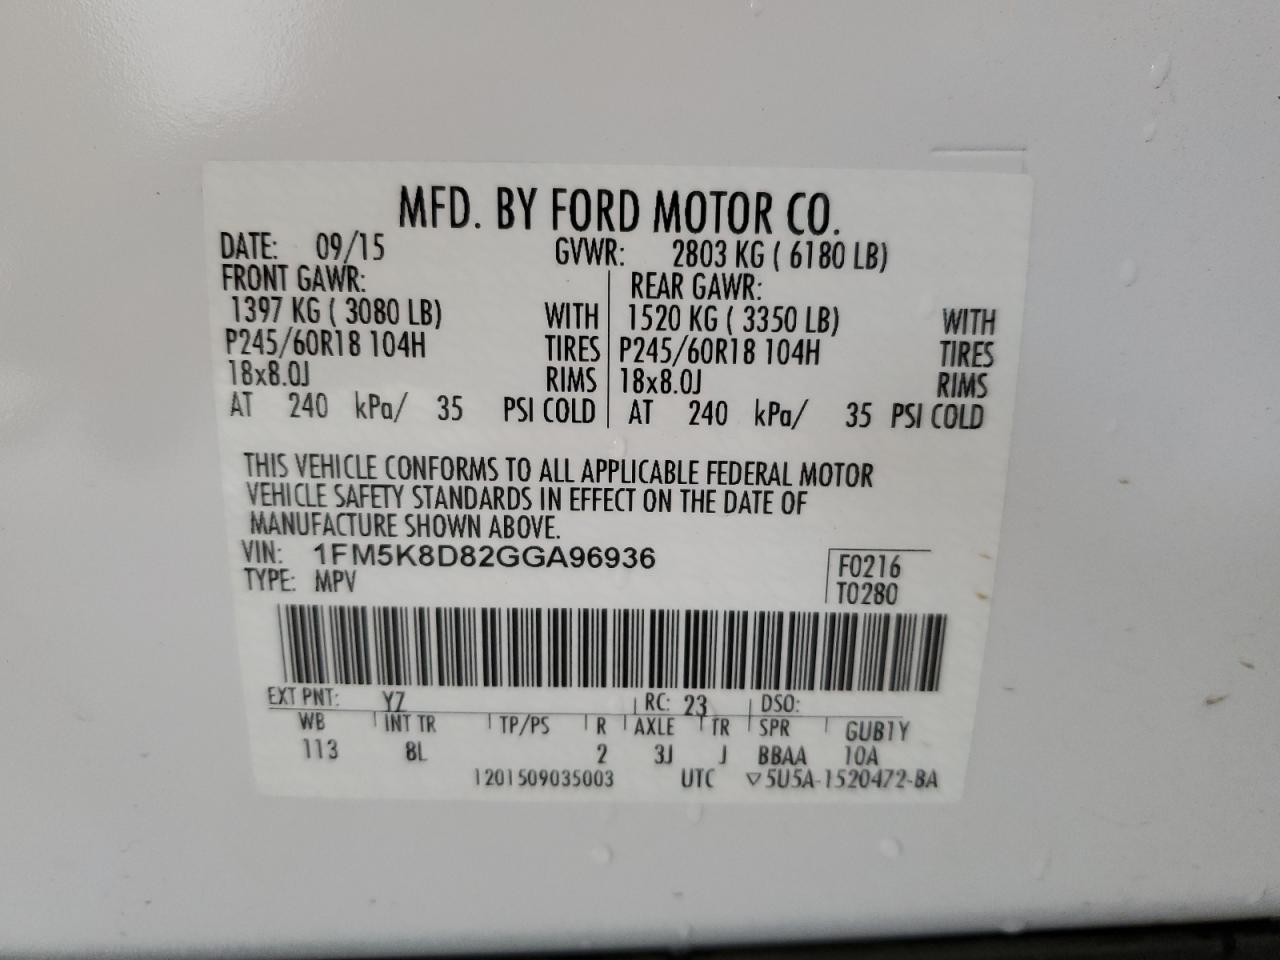 MFD. BY FORD MOTOR CO.
DATE: 09/15 GVWR: 2803 KG ( 6180 LB)
FRONT GAWR: REAR GAWR:
1397 KG ( 3080 LB) WITH 1520 KG ( 3350 LB) WITH
P245/60R18 104H TIRES P245/60R18 104H TIRES
18x8.0J RIMS 18x8.0J RIMS
AT 240 kPa/ 35 PSI COLD AT 240 kPa/ 35 PSI COLD
THIS VEHICLE CONFORMS TO ALL APPLICABLE FEDERAL MOTOR
VEHICLE SAFETY STANDARDS IN EFFECT ON THE DATE OF
MANUFACTURE SHOWN ABOVE.
VIN: 1FM5K8D82GGA96936 F0216
TYPE: MPV T0280
EXT PNT: YZ RC: 23 DSO:
WB INT TR TP/PS R AXLE TR SPR GUB1Y
113 8L 2 3J J BBAA 10A
1201509035003 UTC ▽5U5A-1520472-BA